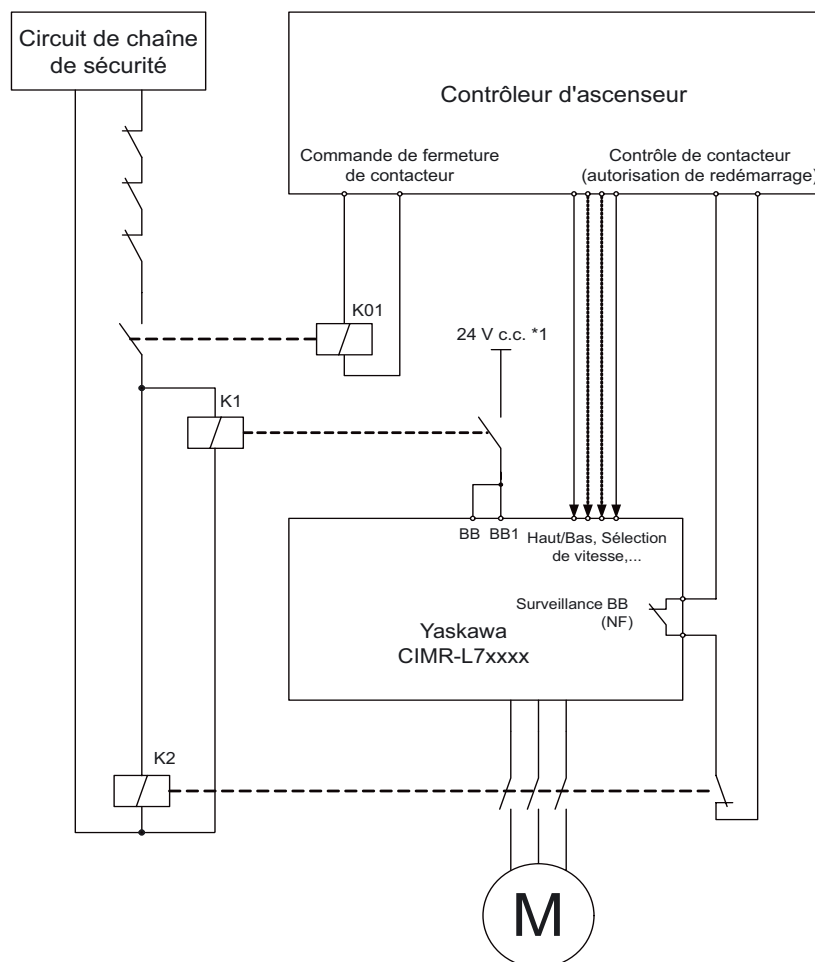 Circuit de chaîne
de sécurité
Contrôleur d'ascenseur
Commande de fermeture
de contacteur
Contrôle de contacteur
(autorisation de redémarrage)
K01
24 V c.c. *1
K1
BB
BB1
Haut/Bas, Sélection
de vitesse,...
Surveillance BB
(NF)
Yaskawa
CIMR-L7xxxx
K2
M